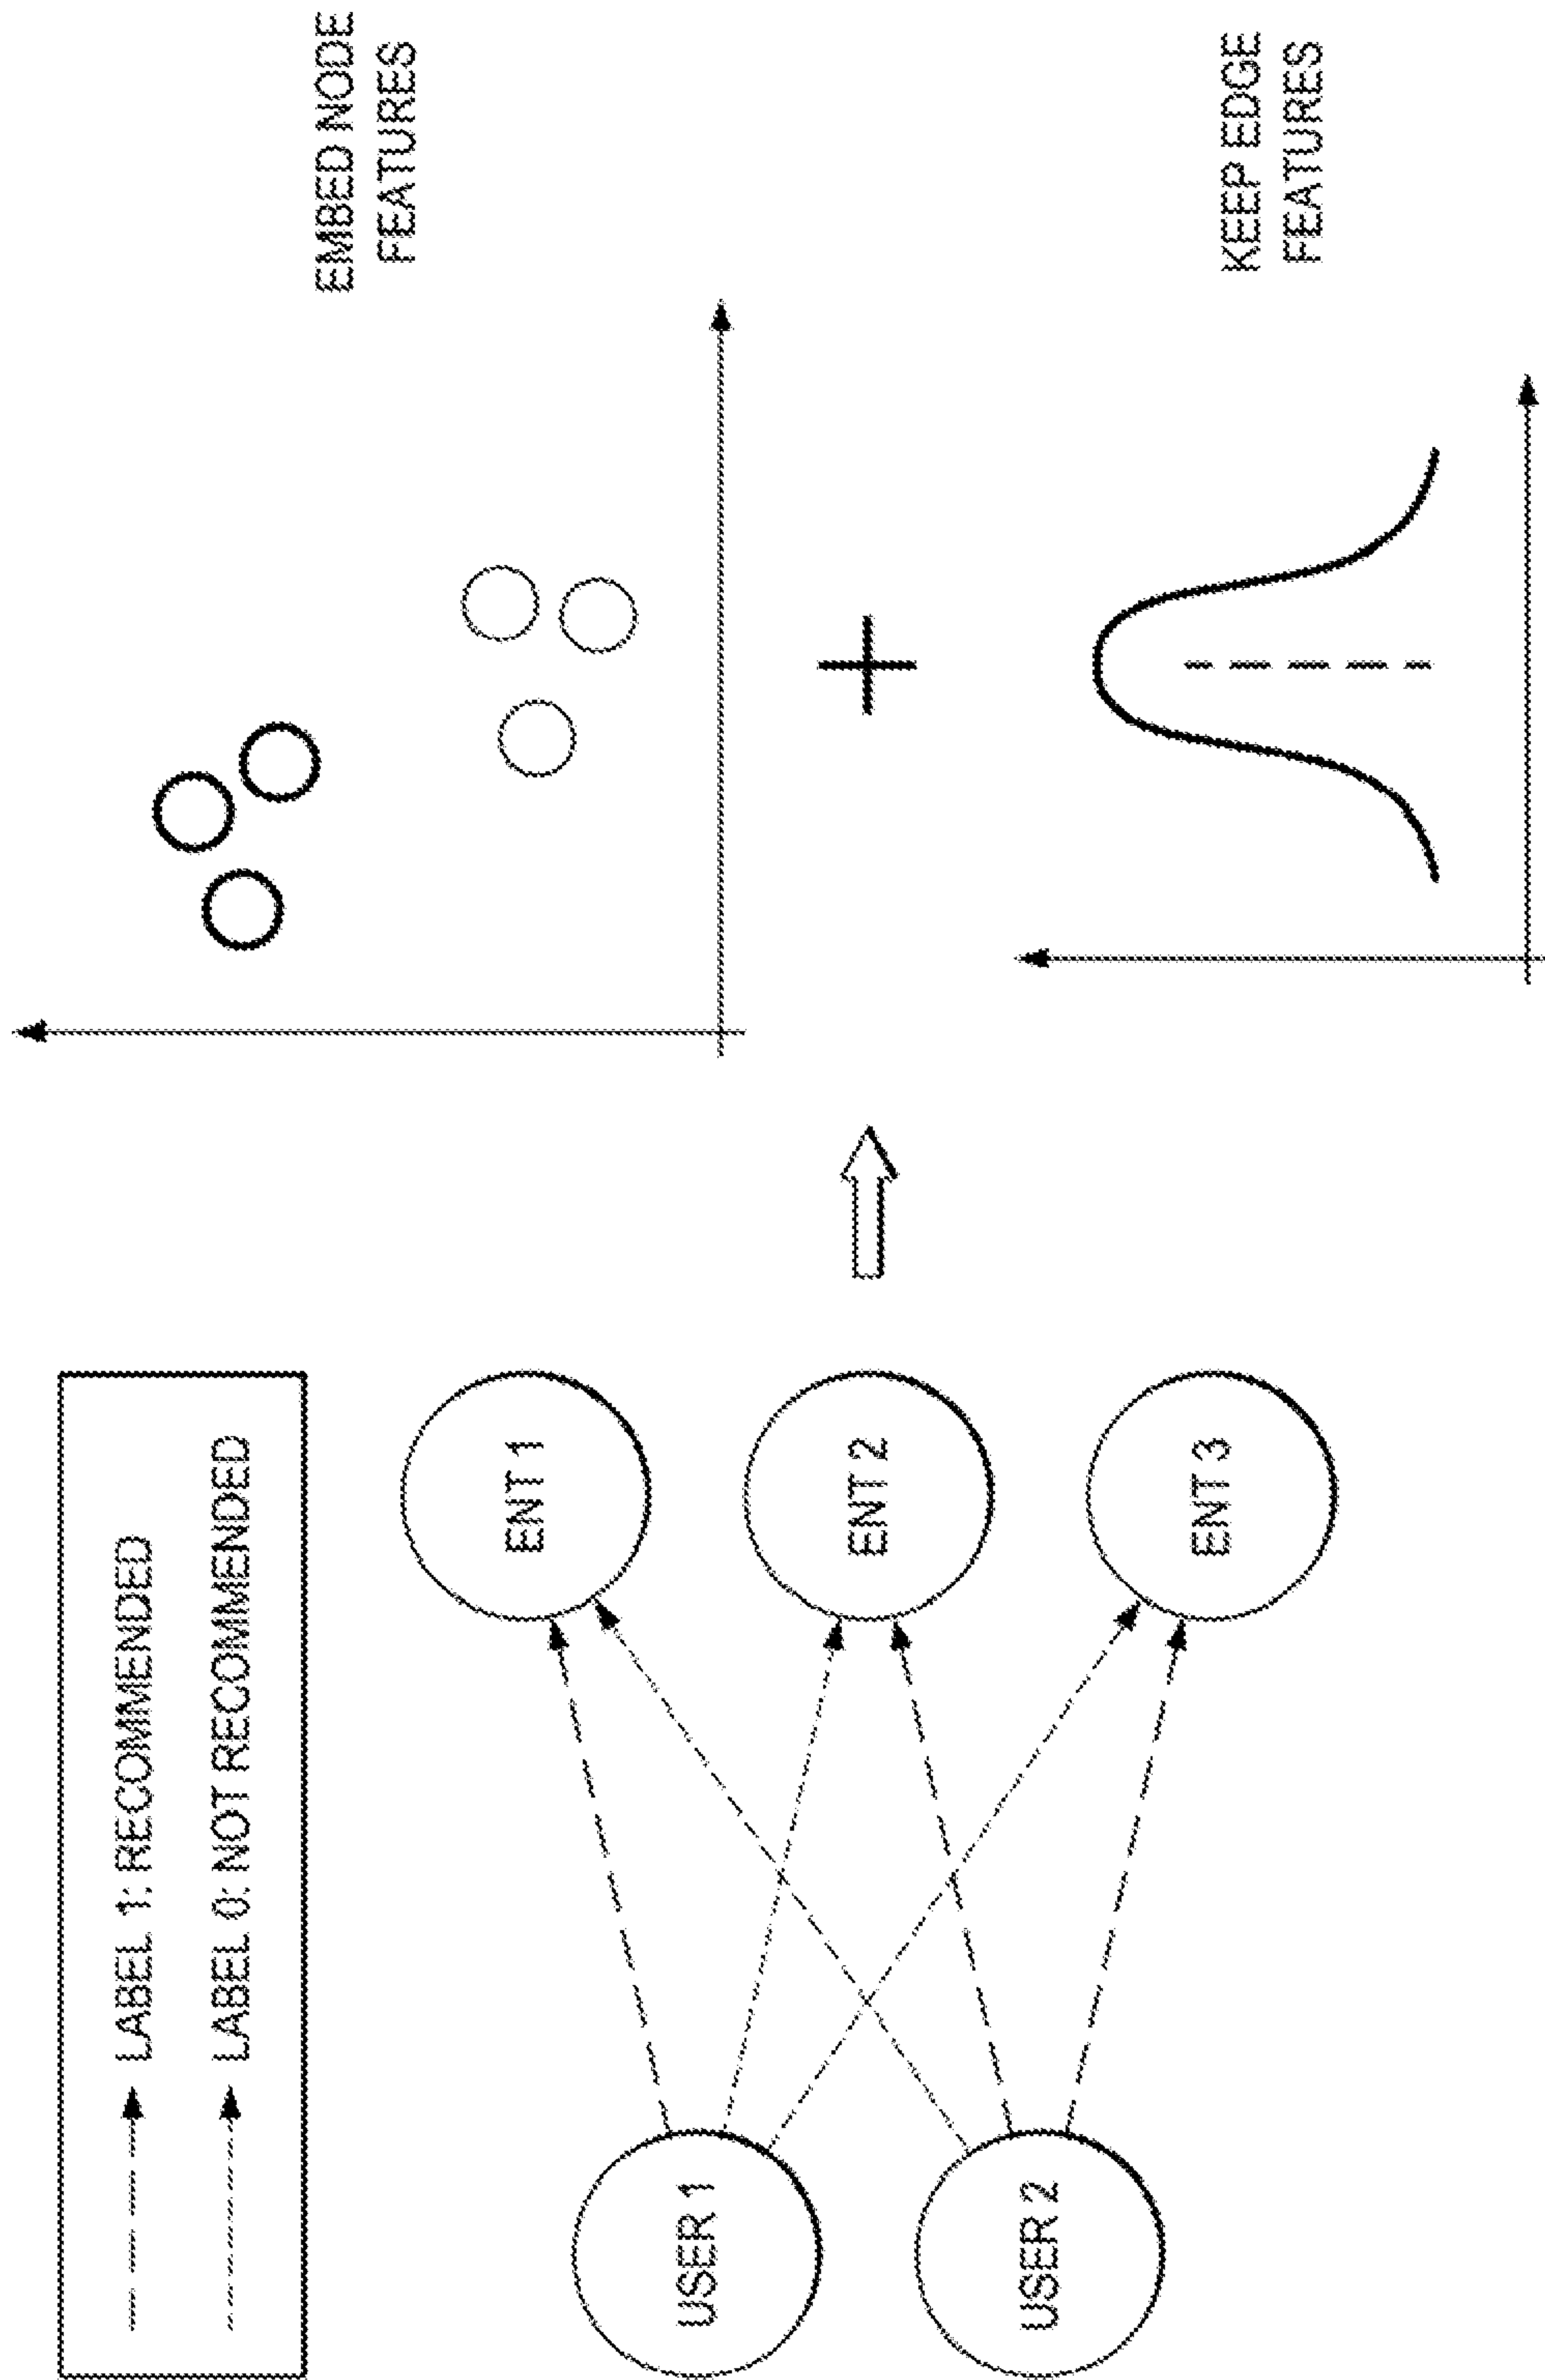 LABEL 1: RECOMMENDED
LABEL 0: NOT RECOMMENDED
USER 1
USER 2
ENT 1
ENT 2
ENT 3
EMBED NODE
FEATURES
KEEP EDGE
FEATURES